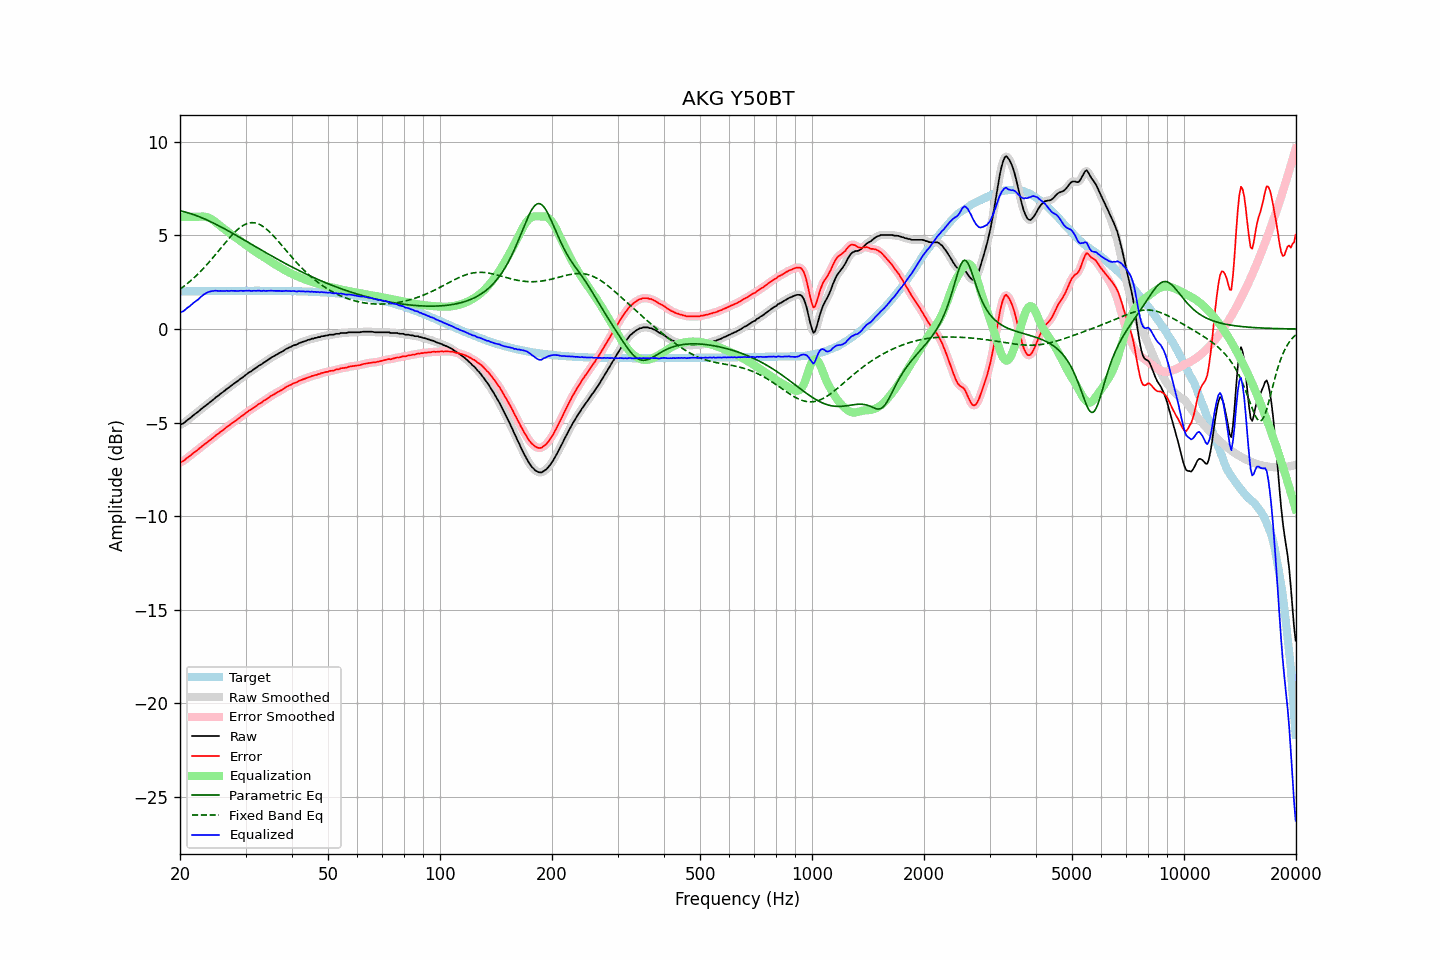 AKG Y50BT
10
5
0
−5
−10
−15
−20
−25
Amplitude (dBr)
Target
Raw Smoothed
Error Smoothed
Raw
Error
Equalization
Parametric Eq
Fixed Band Eq
Equalized
20 50 100 200 500 1000 2000 5000 10000 20000
Frequency (Hz)